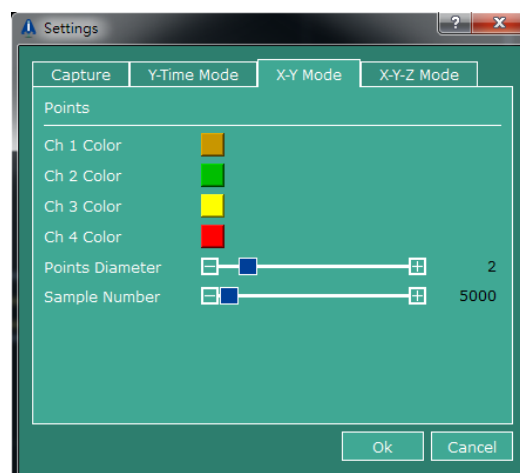 Settings
?
X
Capture Y-Time Mode X-Y Mode X-Y-Z Mode
Points
Ch 1 Color
Ch 2 Color
Ch 3 Color
Ch 4 Color
Points Diameter 2
Sample Number 5000
Ok Cancel